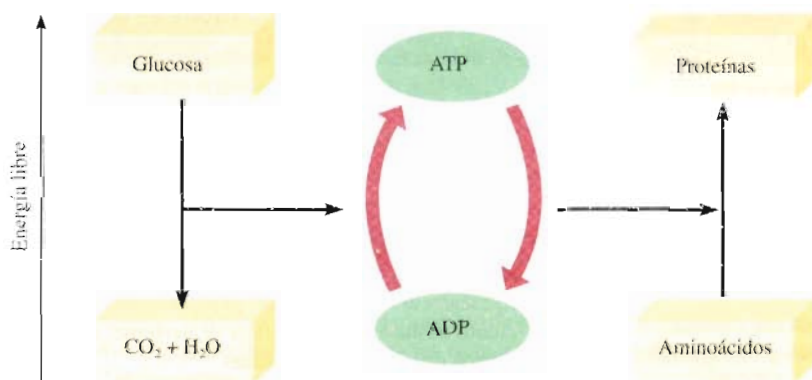 Energía libre
Glucosa
ATP
Proteínas
CO₂ + H₂O
ADP
Aminoácidos